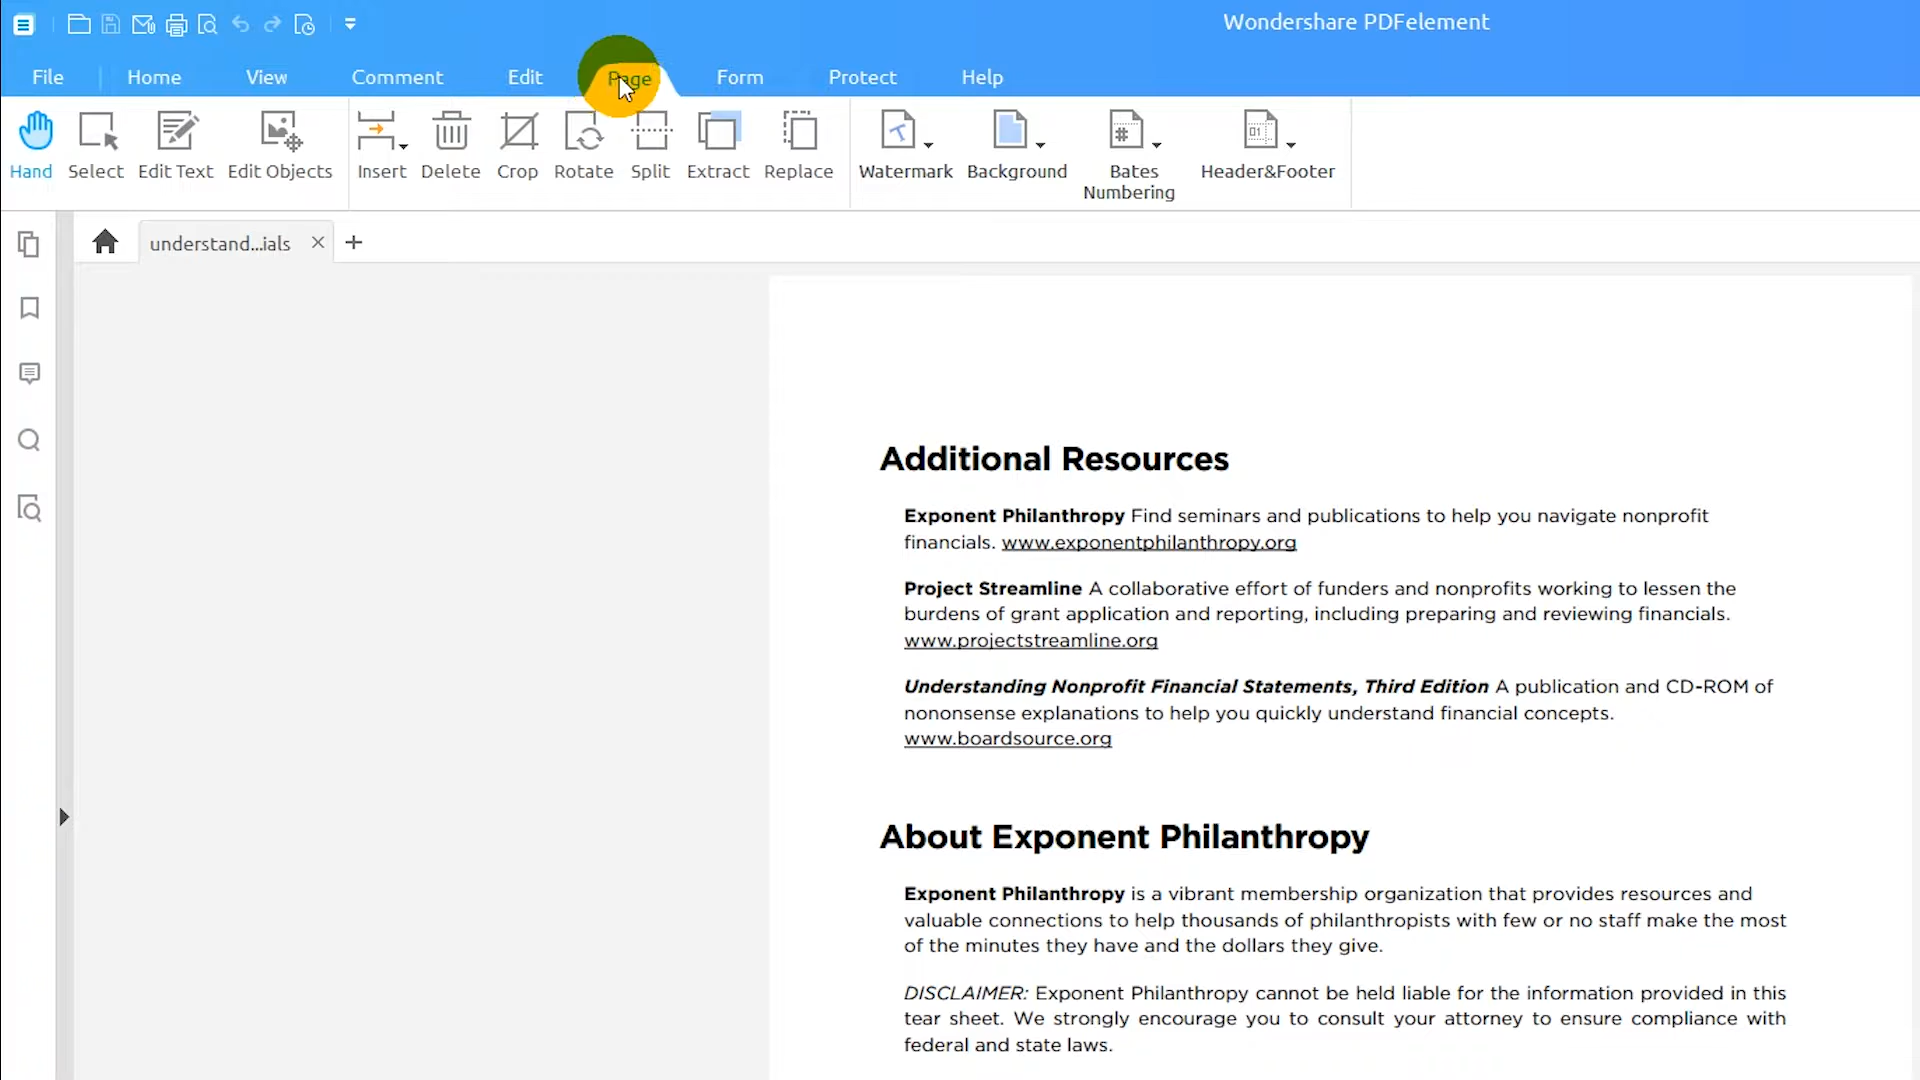 Wondershare PDFelement
File Home View Comment Edit Page Form Protect Help
Hand Select Edit Text Edit Objects Insert Delete Crop Rotate Split Extract Replace Watermark Background Bates Numbering Header&Footer
understand...ials
Additional Resources
Exponent Philanthropy Find seminars and publications to help you navigate nonprofit
financials. www.exponentphilanthropy.org
Project Streamline A collaborative effort of funders and nonprofits working to lessen the
burdens of grant application and reporting, including preparing and reviewing financials.
www.projectstreamline.org
Understanding Nonprofit Financial Statements, Third Edition A publication and CD-ROM of
nononsense explanations to help you quickly understand financial concepts.
www.boardsource.org
About Exponent Philanthropy
Exponent Philanthropy is a vibrant membership organization that provides resources and
valuable connections to help thousands of philanthropists with few or no staff make the most
of the minutes they have and the dollars they give.
DISCLAIMER: Exponent Philanthropy cannot be held liable for the information provided in this
tear sheet. We strongly encourage you to consult your attorney to ensure compliance with
federal and state laws.